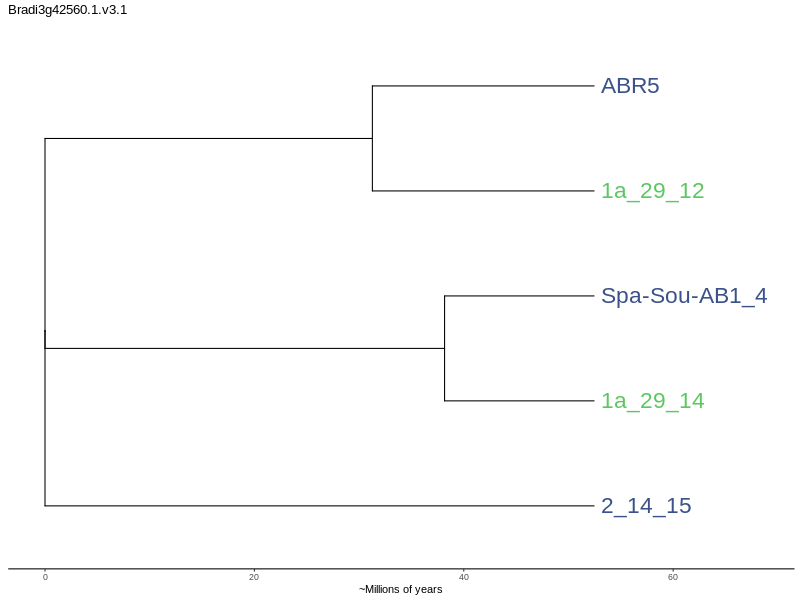 Bradi3g42560.1.v3.1
ABR5
1a_29_12
Spa-Sou-AB1_4
1a_29_14
2_14_15
0 20 40 60
~Millions of years